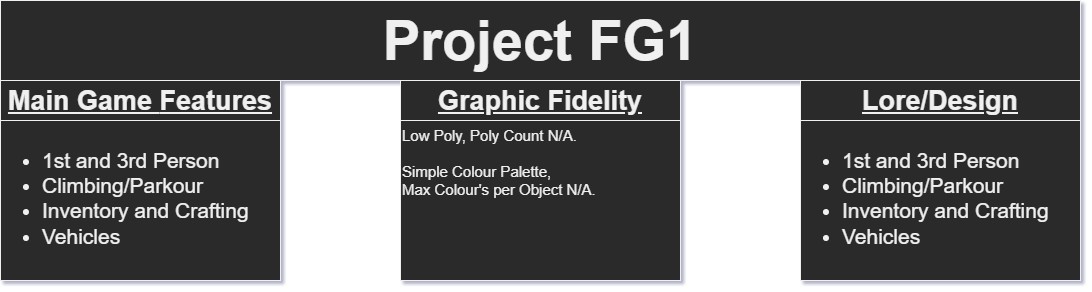 Project FG1
Main Game Features
• 1st and 3rd Person
• Climbing/Parkour
• Inventory and Crafting
• Vehicles
Graphic Fidelity
Low Poly, Poly Count N/A.
Simple Colour Palette,
Max Colour's per Object N/A.
Lore/Design
• 1st and 3rd Person
• Climbing/Parkour
• Inventory and Crafting
• Vehicles